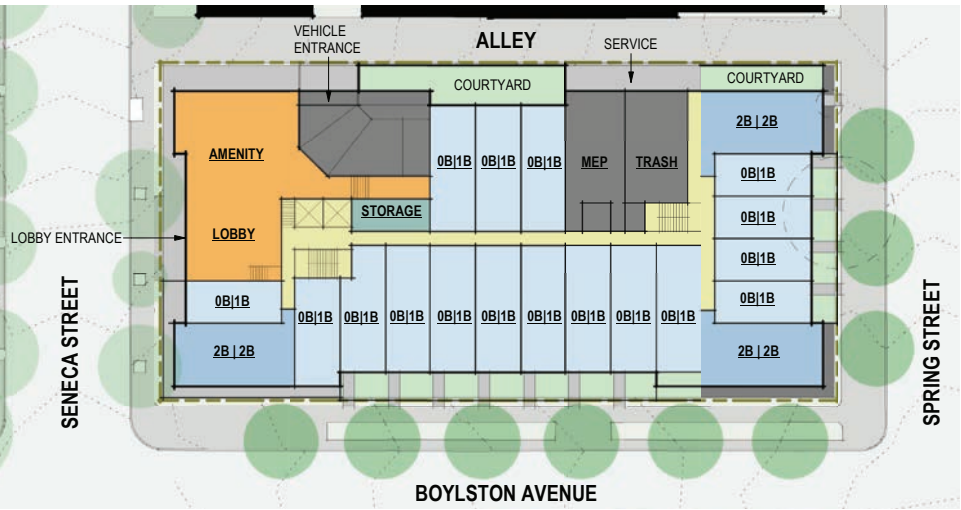 VEHICLE
ENTRANCE
ALLEY
SERVICE
COURTYARD
COURTYARD
2B | 2B
AMENITY
0B|1B
0B|1B
0B|1B
MEP
TRASH
0B|1B
STORAGE
0B|1B
LOBBY ENTRANCE
LOBBY
0B|1B
0B|1B
0B|1B
0B|1B
0B|1B
0B|1B
0B|1B
0B|1B
0B|1B
0B|1B
0B|1B
0B|1B
2B | 2B
2B | 2B
SENECA STREET
SPRING STREET
BOYLSTON AVENUE